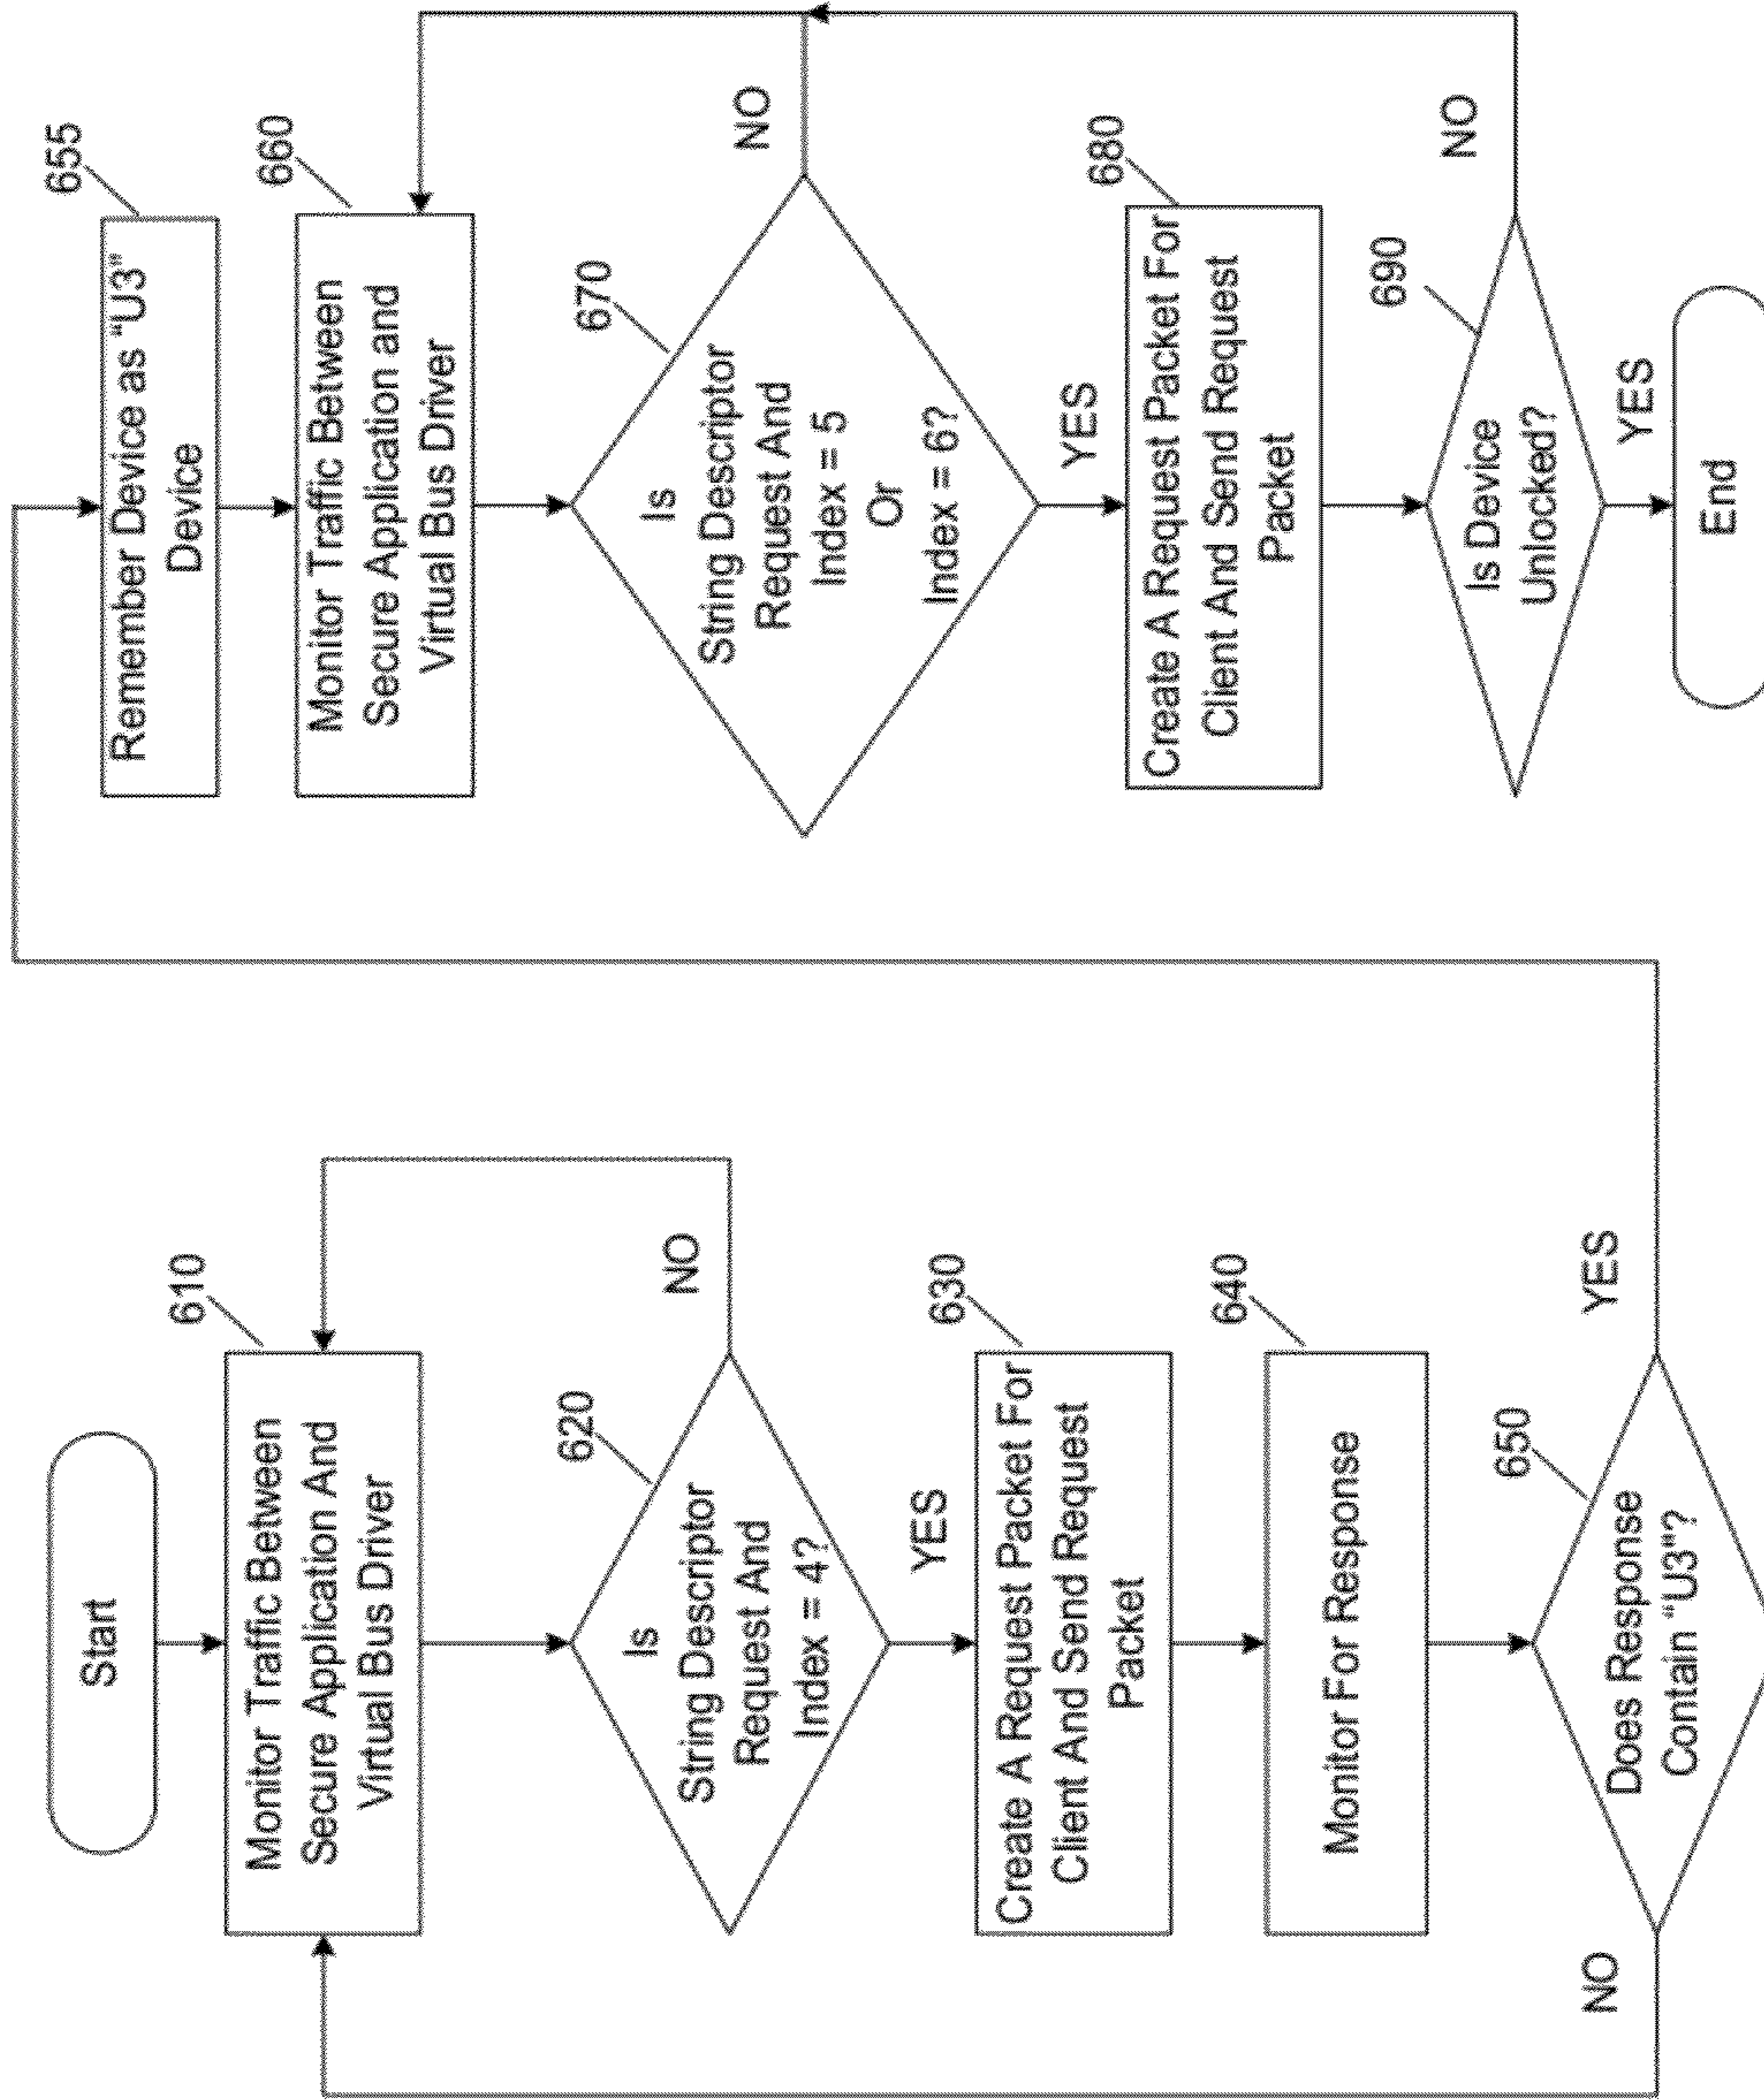 Start
610
Monitor Traffic Between
Secure Application And
Virtual Bus Driver
620
Is
String Descriptor
Request And
Index = 4?
NO
YES
630
Create A Request Packet For
Client And Send Request
Packet
640
Monitor For Response
650
Does Response
Contain "U3"?
NO
YES
655
Remember Device as "U3"
Device
660
Monitor Traffic Between
Secure Application and
Virtual Bus Driver
670
Is
String Descriptor
Request And
Index = 5
Or
Index = 6?
NO
YES
680
Create A Request Packet For
Client And Send Request
Packet
690
Is Device
Unlocked?
NO
YES
End